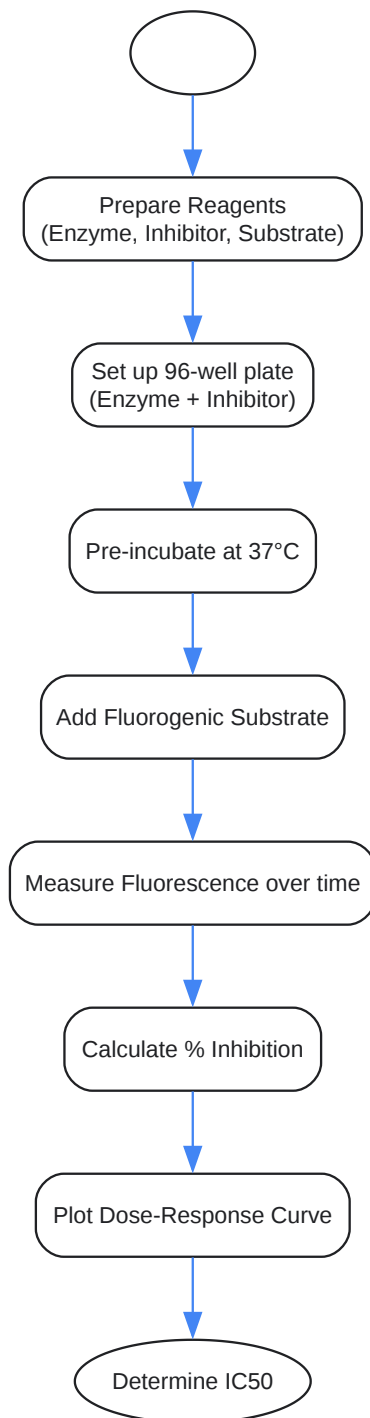 Prepare Reagents
(Enzyme, Inhibitor, Substrate)
Set up 96-well plate
(Enzyme + Inhibitor)
Pre-incubate at 37°C
Add Fluorogenic Substrate
Measure Fluorescence over time
Calculate % Inhibition
Plot Dose-Response Curve
Determine IC50